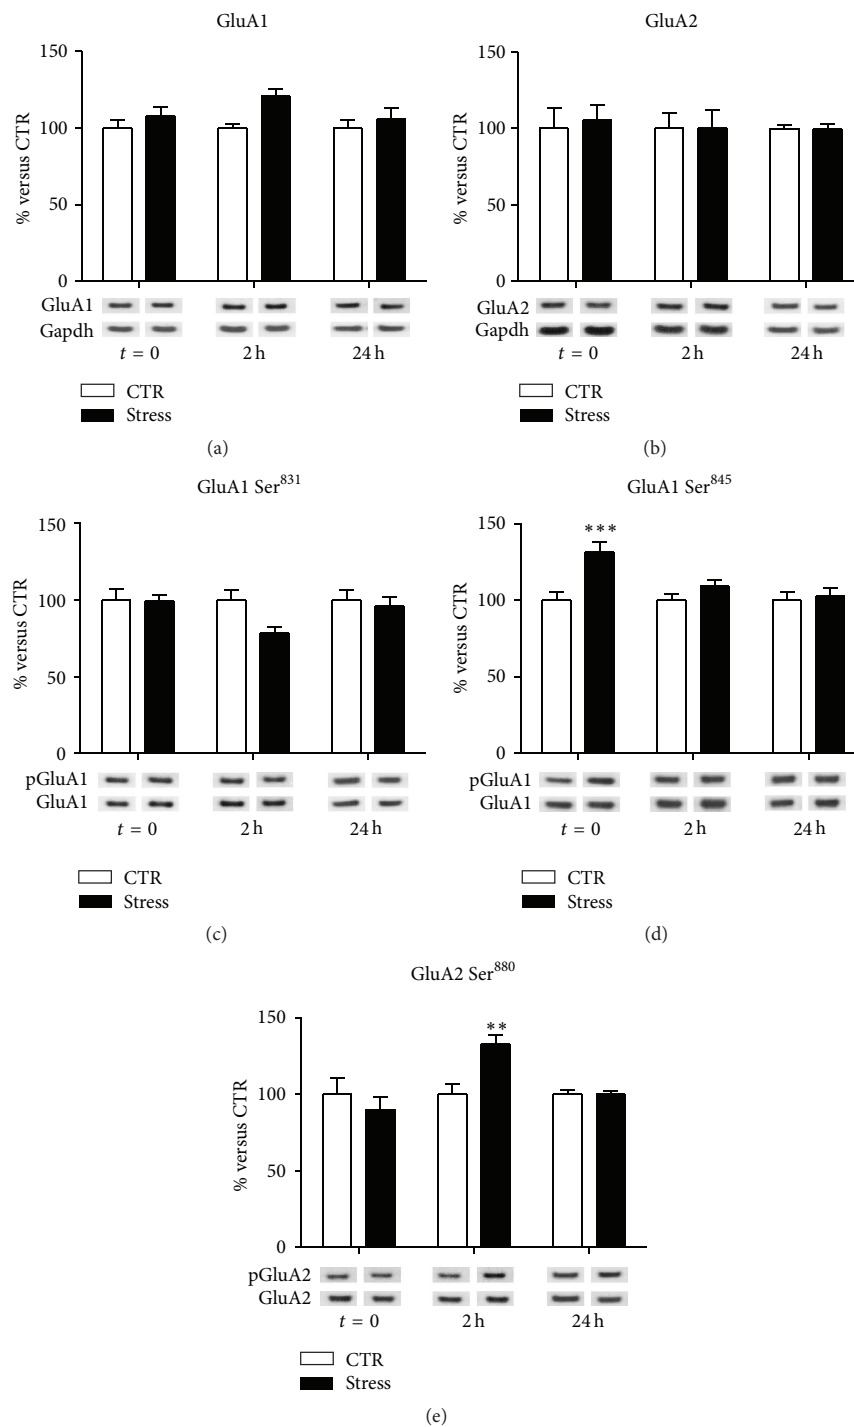 GluA1
150
100
50
0
% versus CTR
GluA1
Gapdh
t = 0 2 h 24 h
CTR
Stress
(a)
GluA2
150
100
50
0
% versus CTR
GluA2
Gapdh
t = 0 2 h 24 h
CTR
Stress
(b)
GluA1 Ser831
150
100
50
0
% versus CTR
pGluA1
GluA1
t = 0 2 h 24 h
CTR
Stress
(c)
GluA1 Ser845
150
100
50
0
% versus CTR
***
pGluA1
GluA1
t = 0 2 h 24 h
CTR
Stress
(d)
GluA2 Ser880
150
100
50
0
% versus CTR
**
pGluA2
GluA2
t = 0 2 h 24 h
CTR
Stress
(e)